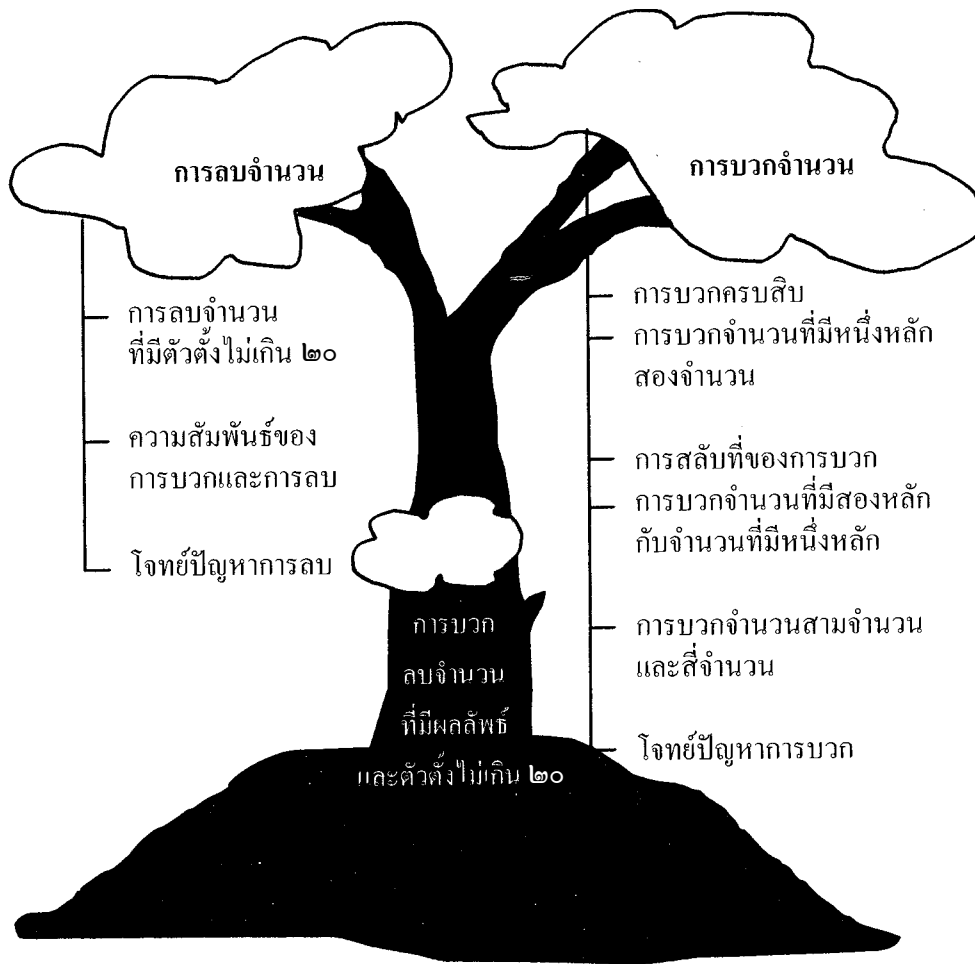 การลบจำนวน
การลบจำนวน
ที่มีตัวตั้งไม่เกิน ๒๐
ความสัมพันธ์ของ
การบวกและการลบ
โจทย์ปัญหาการลบ
การบวกจำนวน
การบวกครบสิบ
การบวกจำนวนที่มีหนึ่งหลัก
สองจำนวน
การสลับที่ของการบวก
การบวกจำนวนที่มีสองหลัก
กับจำนวนที่มีหนึ่งหลัก
การบวกจำนวนสามจำนวน
และสี่จำนวน
โจทย์ปัญหาการบวก
การบวก
ลบจำนวน
ที่มีผลลัพธ์
และตัวตั้งไม่เกิน ๒๐